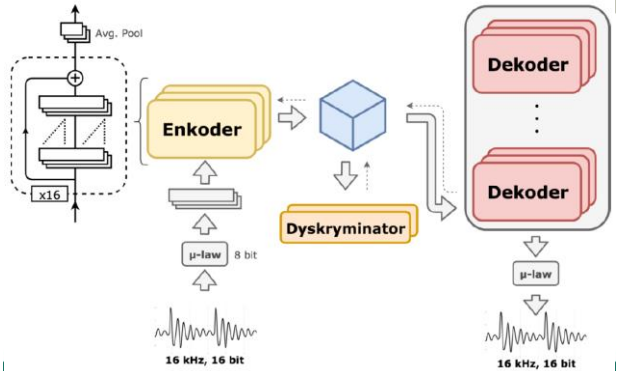 Avg. Pool
x16
Enkoder
μ-law
8 bit
16 kHz, 16 bit
Dyskryminator
Dekoder
Dekoder
μ-law
16 kHz, 16 bit